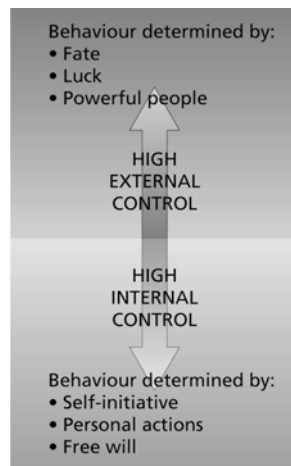 Behaviour determined by:
• Fate
• Luck
• Powerful people
HIGH
EXTERNAL
CONTROL
HIGH
INTERNAL
CONTROL
Behaviour determined by:
• Self-initiative
• Personal actions
• Free will